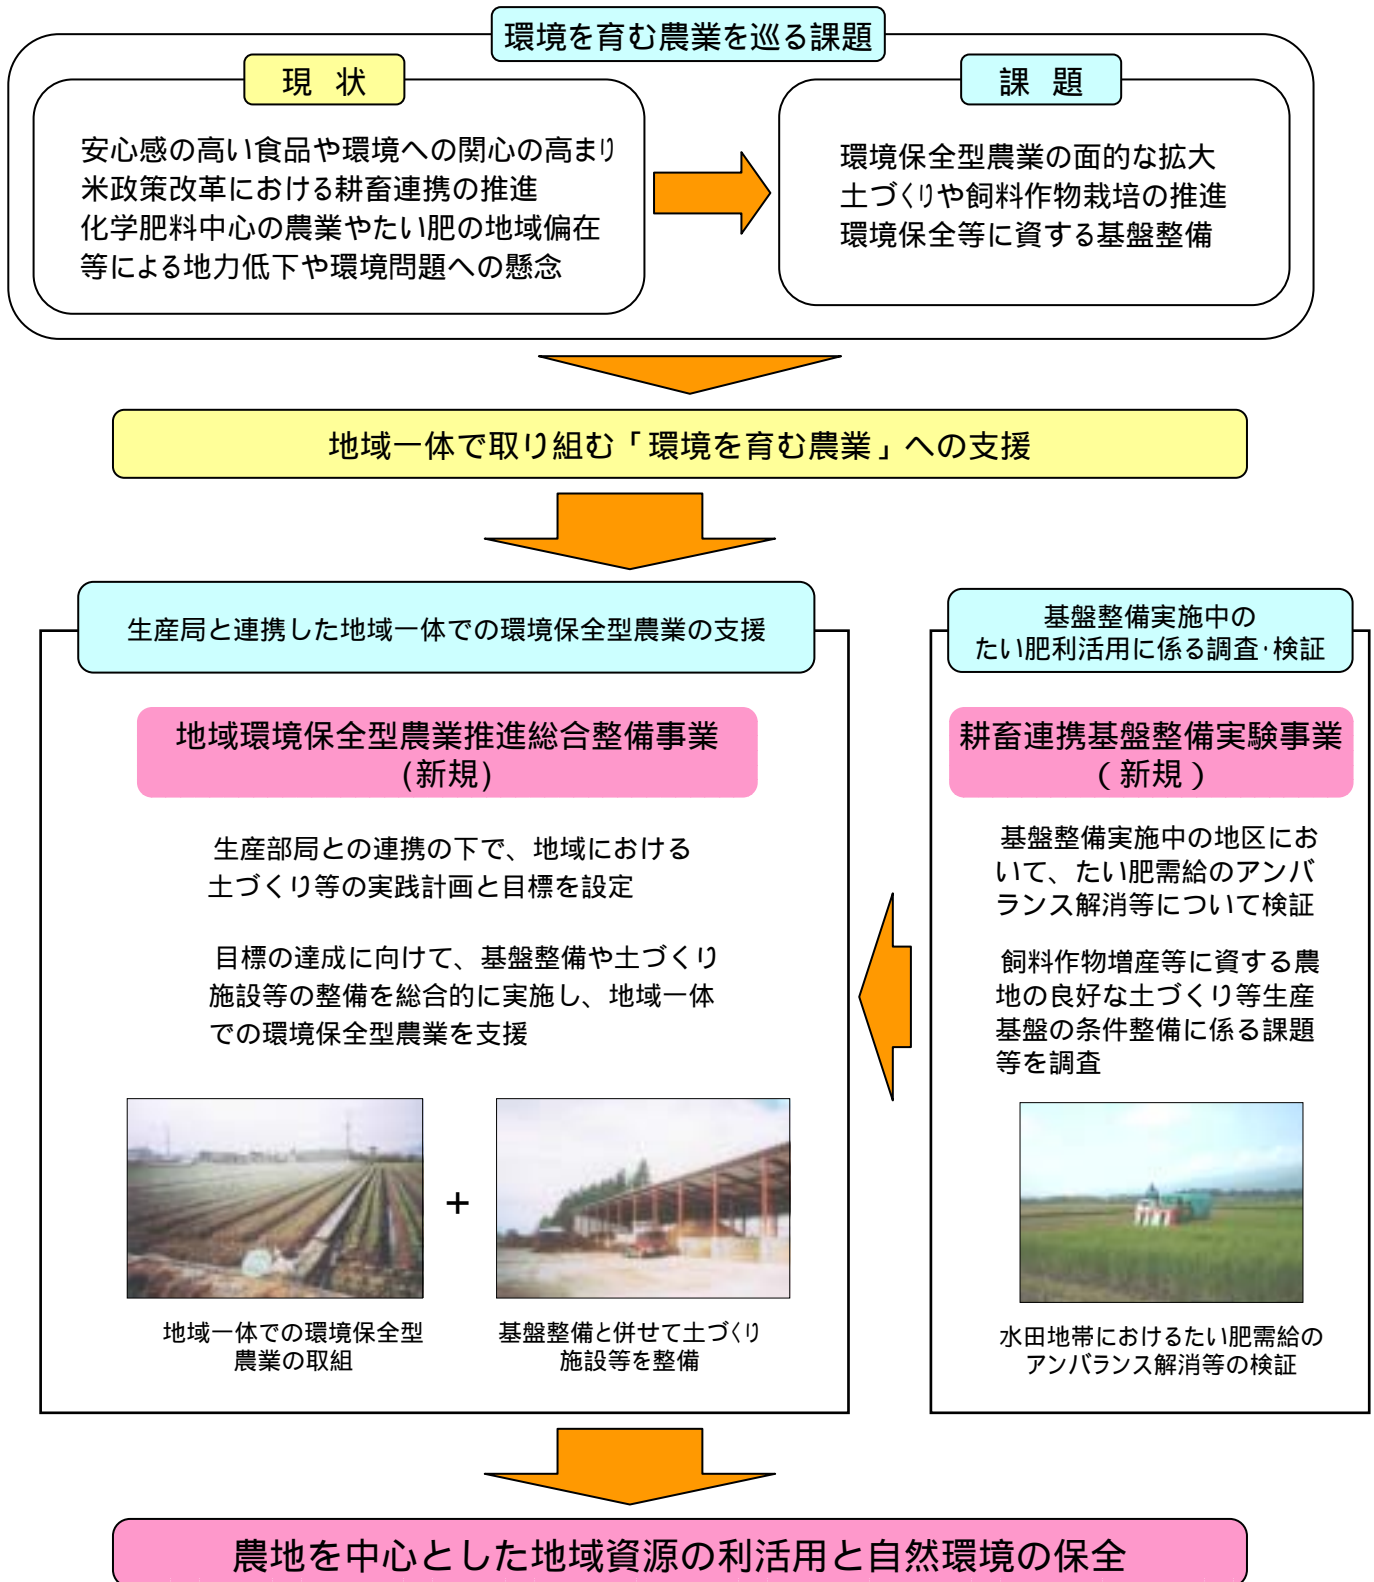 環境を育む農業を巡る課題
現 状
安心感の高い食品や環境への関心の高まり
米政策改革における耕畜連携の推進
化学肥料中心の農業やたい肥の地域偏在
等による地力低下や環境問題への懸念
課 題
環境保全型農業の面的な拡大
土づくりや飼料作物栽培の推進
環境保全等に資する基盤整備
地域一体で取り組む「環境を育む農業」への支援
生産局と連携した地域一体での環境保全型農業の支援
地域環境保全型農業推進総合整備事業
(新規)
生産部局との連携の下で、地域における
土づくり等の実践計画と目標を設定
目標の達成に向けて、基盤整備や土づくり
施設等の整備を総合的に実施し、地域一体
での環境保全型農業を支援
+
地域一体での環境保全型
農業の取組
基盤整備と併せて土づくり
施設等を整備
基盤整備実施中の
たい肥利活用に係る調査・検証
耕畜連携基盤整備実験事業
(新規)
基盤整備実施中の地区にお
いて、たい肥需給のアンバ
ランス解消等について検証
飼料作物増産等に資する農
地の良好な土づくり等生産
基盤の条件整備に係る課題
等を調査
水田地帯におけるたい肥需給の
アンバランス解消等の検証
農地を中心とした地域資源の利活用と自然環境の保全